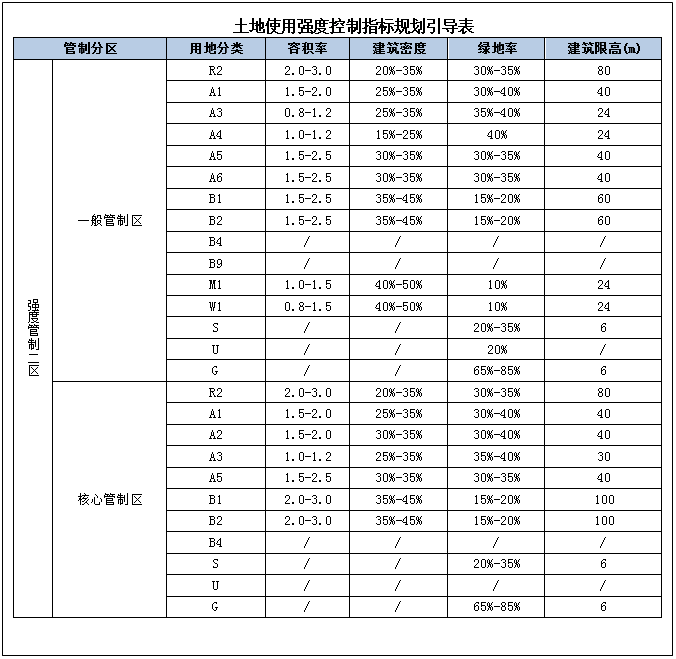 土地使用强度控制指标规划引导表
管制分区 用地分类 容积率 建筑密度 绿地率 建筑限高(m)
强度管制二区
一般管制区
R2 2.0-3.0 20%-35% 30%-35% 80
A1 1.5-2.0 25%-35% 30%-40% 40
A3 0.8-1.2 25%-35% 35%-40% 24
A4 1.0-1.2 15%-25% 40% 24
A5 1.5-2.5 30%-35% 30%-35% 40
A6 1.5-2.5 30%-35% 30%-35% 40
B1 1.5-2.5 35%-45% 15%-20% 60
B2 1.5-2.5 35%-45% 15%-20% 60
B4 / / / /
B9 / / / /
M1 1.0-1.5 40%-50% 10% 24
W1 0.8-1.5 40%-50% 10% 24
S / / 20%-35% 6
U / / 20% /
G / / 65%-85% 6
核心管制区
R2 2.0-3.0 20%-35% 30%-35% 80
A1 1.5-2.0 25%-35% 30%-40% 40
A2 1.5-2.0 30%-35% 30%-40% 40
A3 1.0-1.2 25%-35% 35%-40% 30
A5 1.5-2.5 30%-35% 30%-35% 40
B1 2.0-3.0 35%-45% 15%-20% 100
B2 2.0-3.0 35%-45% 15%-20% 100
B4 / / / /
S / / 20%-35% 6
U / / / /
G / / 65%-85% 6